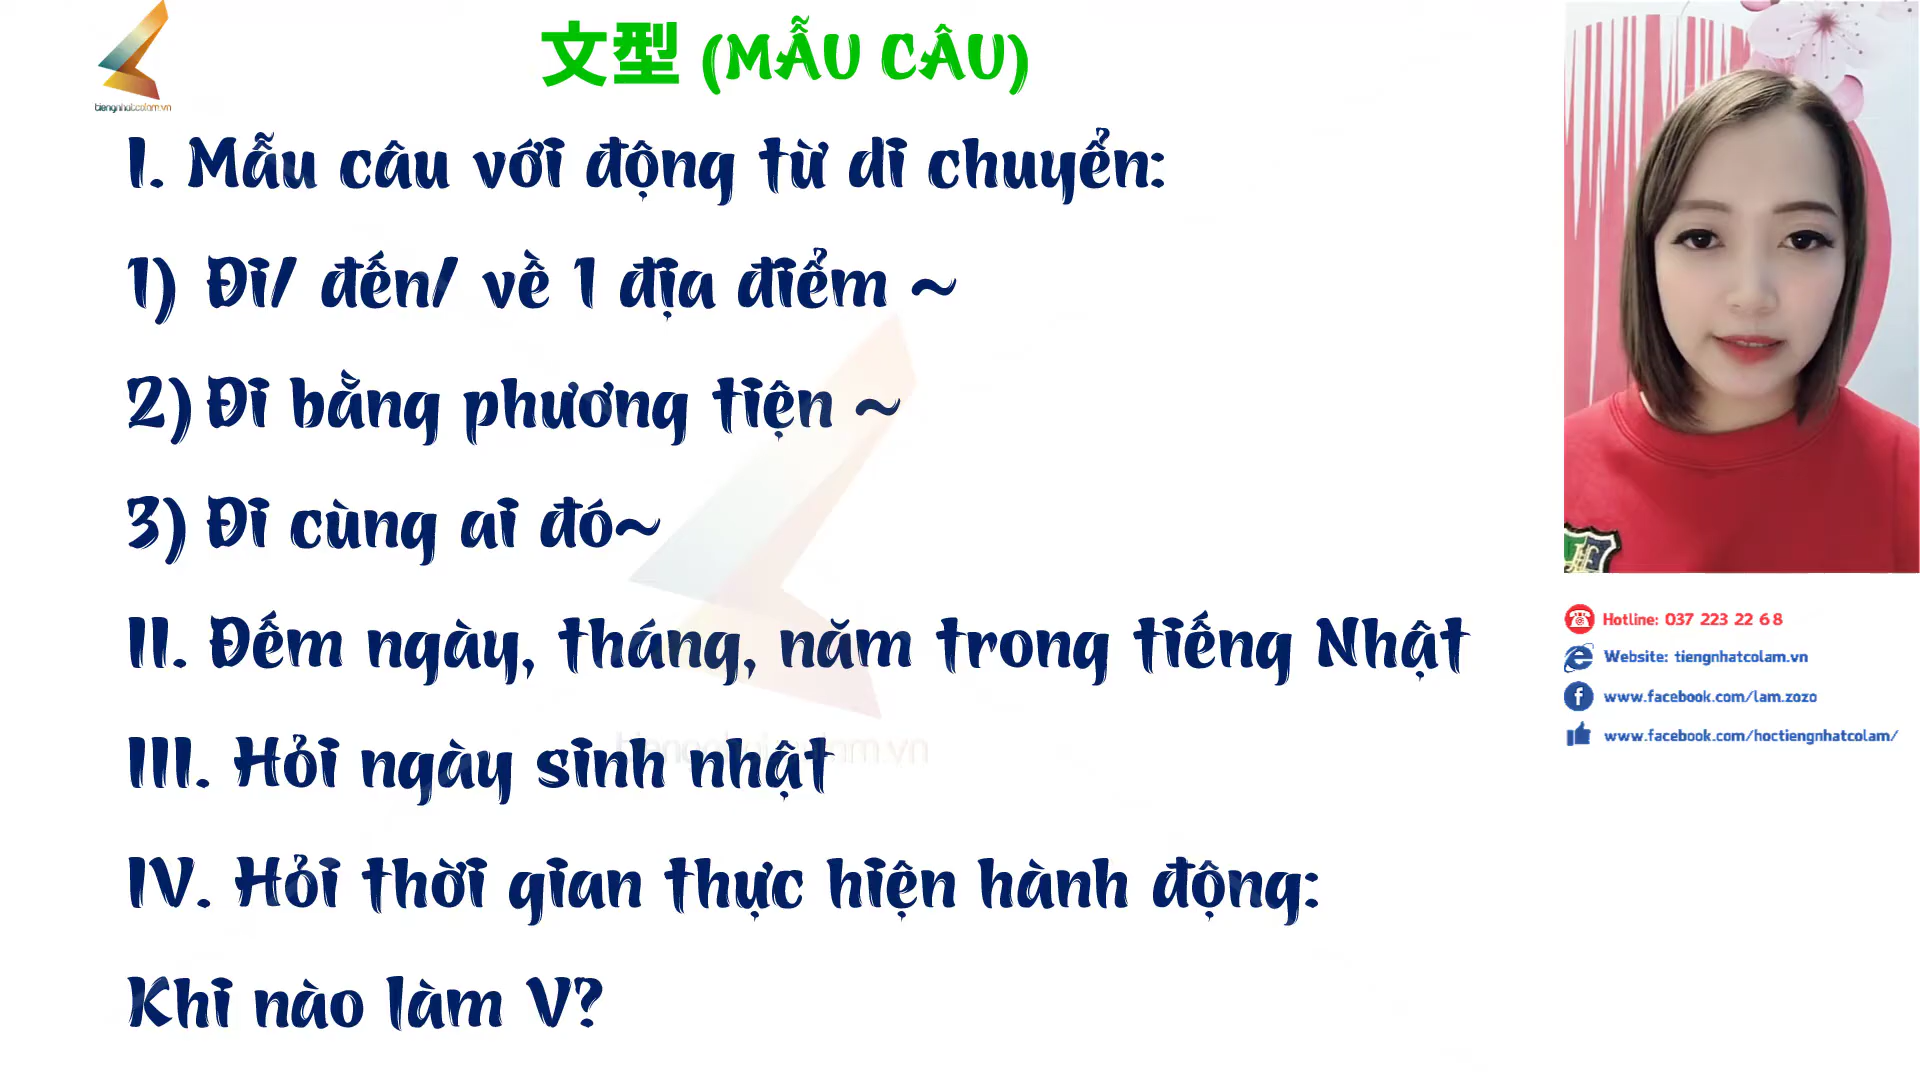 tiengnhatcolam.vn
文型 (MẪU CÂU)
I. Mẫu câu với động từ di chuyển:
1) Đi/ đến/ về 1 địa điểm ~
2) Đi bằng phương tiện ~
3) Đi cùng ai đó~
II. Đếm ngày, tháng, năm trong tiếng Nhật
III. Hỏi ngày sinh nhật
IV. Hỏi thời gian thực hiện hành động:
Khi nào làm V?
Hotline: 037 223 22 68
Website: tiengnhatcolam.vn
www.facebook.com/lam.zozo
www.facebook.com/hoctiengnhatcolam/